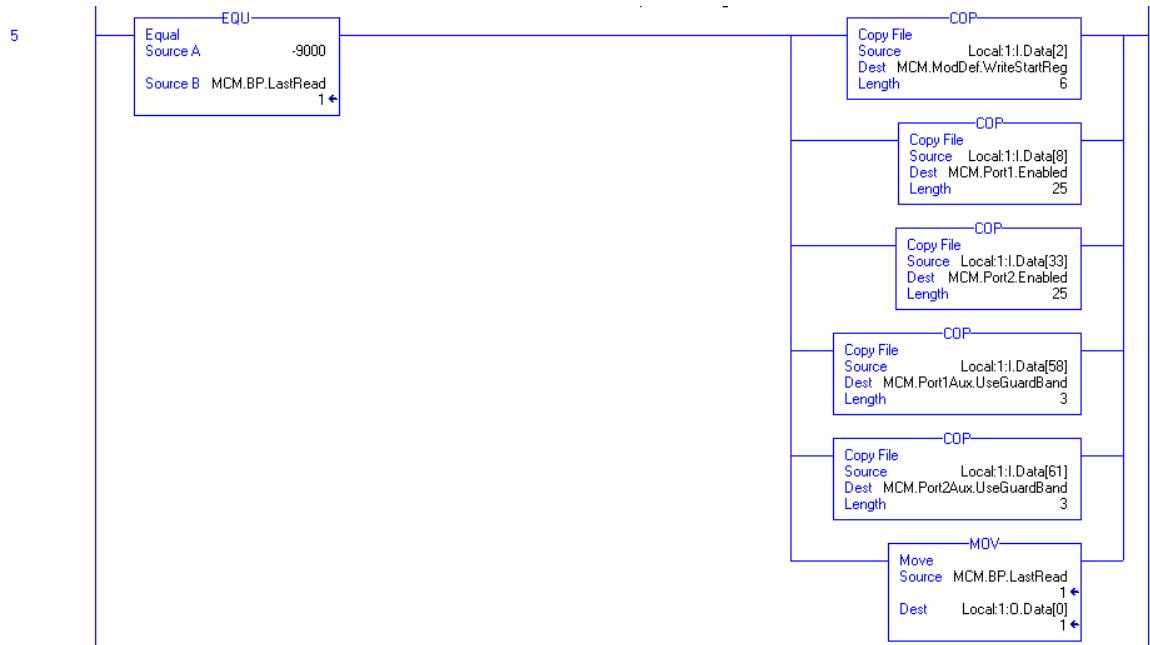 5
EQU
Equal
Source A -9000
Source B MCM.BP.LastRead
1
COP
Copy File
Source Local:1:I.Data[2]
Dest MCM.ModDef.WriteStartReg
Length 6
COP
Copy File
Source Local:1:I.Data[8]
Dest MCM.Port1.Enabled
Length 25
COP
Copy File
Source Local:1:I.Data[33]
Dest MCM.Port2.Enabled
Length 25
COP
Copy File
Source Local:1:I.Data[58]
Dest MCM.Port1Aux.UseGuardBand
Length 3
COP
Copy File
Source Local:1:I.Data[61]
Dest MCM.Port2Aux.UseGuardBand
Length 3
MOV
Move
Source MCM.BP.LastRead
1
Dest Local:1:O.Data[0]
1